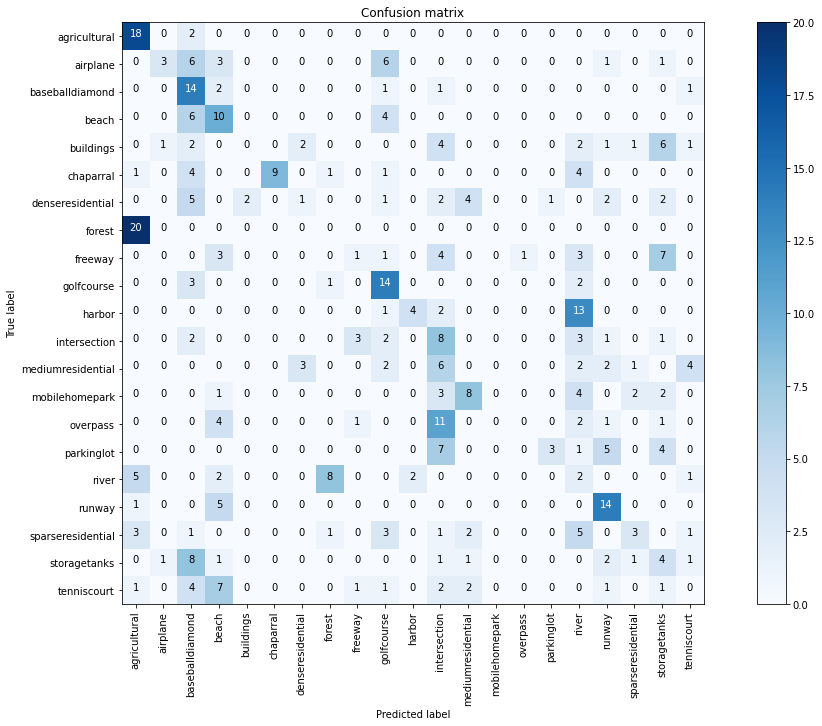 Confusion matrix
True label
agricultural 18 0 2 0 0 0 0 0 0 0 0 0 0 0 0 0 0 0 0 0 0
airplane 0 3 6 3 0 0 0 0 0 6 0 0 0 0 0 0 0 1 0 1 0
baseballdiamond 0 0 14 2 0 0 0 0 0 1 0 1 0 0 0 0 0 0 0 0 1
beach 0 0 6 10 0 0 0 0 0 4 0 0 0 0 0 0 0 0 0 0 0
buildings 0 1 2 0 0 0 2 0 0 0 0 4 0 0 0 0 2 1 1 6 1
chaparral 1 0 4 0 0 9 0 1 0 1 0 0 0 0 0 0 4 0 0 0 0
denseresidential 0 0 5 0 2 0 1 0 0 1 0 2 4 0 0 1 0 2 0 2 0
forest 20 0 0 0 0 0 0 0 0 0 0 0 0 0 0 0 0 0 0 0 0
freeway 0 0 0 3 0 0 0 0 1 1 0 4 0 0 1 0 3 0 0 7 0
golfcourse 0 0 3 0 0 0 0 1 0 14 0 0 0 0 0 0 2 0 0 0 0
harbor 0 0 0 0 0 0 0 0 0 1 4 2 0 0 0 0 13 0 0 0 0
intersection 0 0 2 0 0 0 0 0 3 2 0 8 0 0 0 0 3 1 0 1 0
mediumresidential 0 0 0 0 0 0 3 0 0 2 0 6 0 0 0 0 2 2 1 0 4
mobilehomepark 0 0 0 1 0 0 0 0 0 0 0 3 8 0 0 0 4 0 2 2 0
overpass 0 0 0 4 0 0 0 0 1 0 0 11 0 0 0 0 2 1 0 1 0
parkinglot 0 0 0 0 0 0 0 0 0 0 0 7 0 0 0 3 1 5 0 4 0
river 5 0 0 2 0 0 0 8 0 0 2 0 0 0 0 0 2 0 0 0 1
runway 1 0 0 5 0 0 0 0 0 0 0 0 0 0 0 0 0 14 0 0 0
sparseresidential 3 0 1 0 0 0 0 1 0 3 0 1 2 0 0 0 5 0 3 0 1
storagetanks 0 1 8 1 0 0 0 0 0 0 0 1 1 0 0 0 0 2 1 4 1
tenniscourt 1 0 4 7 0 0 0 0 1 1 0 2 2 0 0 0 0 1 0 1 0
agricultural
airplane
baseballdiamond
beach
buildings
chaparral
denseresidential
forest
freeway
golfcourse
harbor
intersection
mediumresidential
mobilehomepark
overpass
parkinglot
river
runway
sparseresidential
storagetanks
tenniscourt
Predicted label
20.0
17.5
15.0
12.5
10.0
7.5
5.0
2.5
0.0